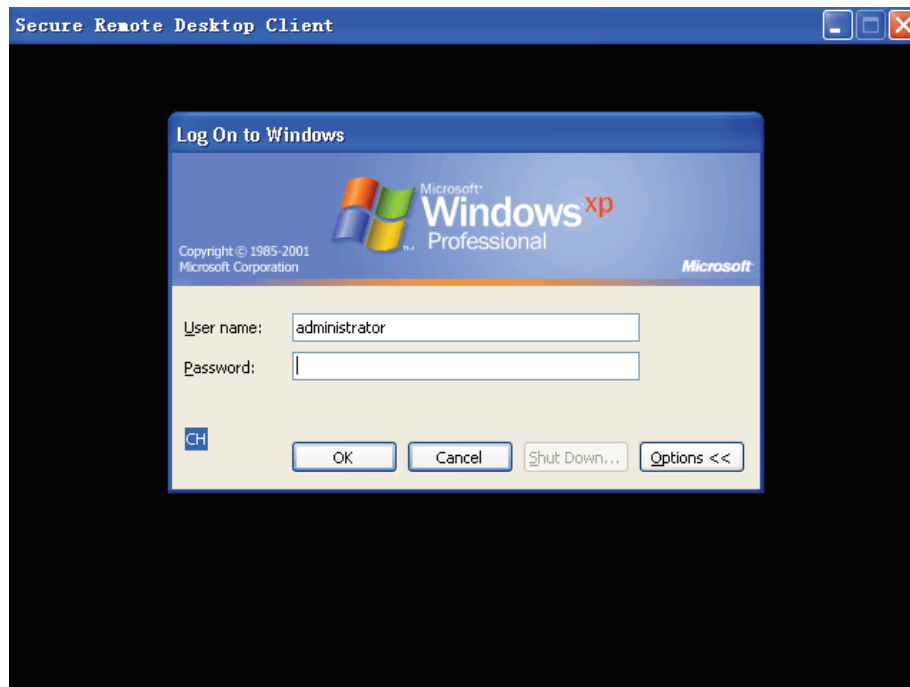 Secure Remote Desktop Client
Log On to Windows
Microsoft
Windows xp
Professional
TM
Copyright © 1985-2001
Microsoft Corporation
Microsoft
User name: administrator
Password:
CH
OK Cancel Shut Down... Options <<